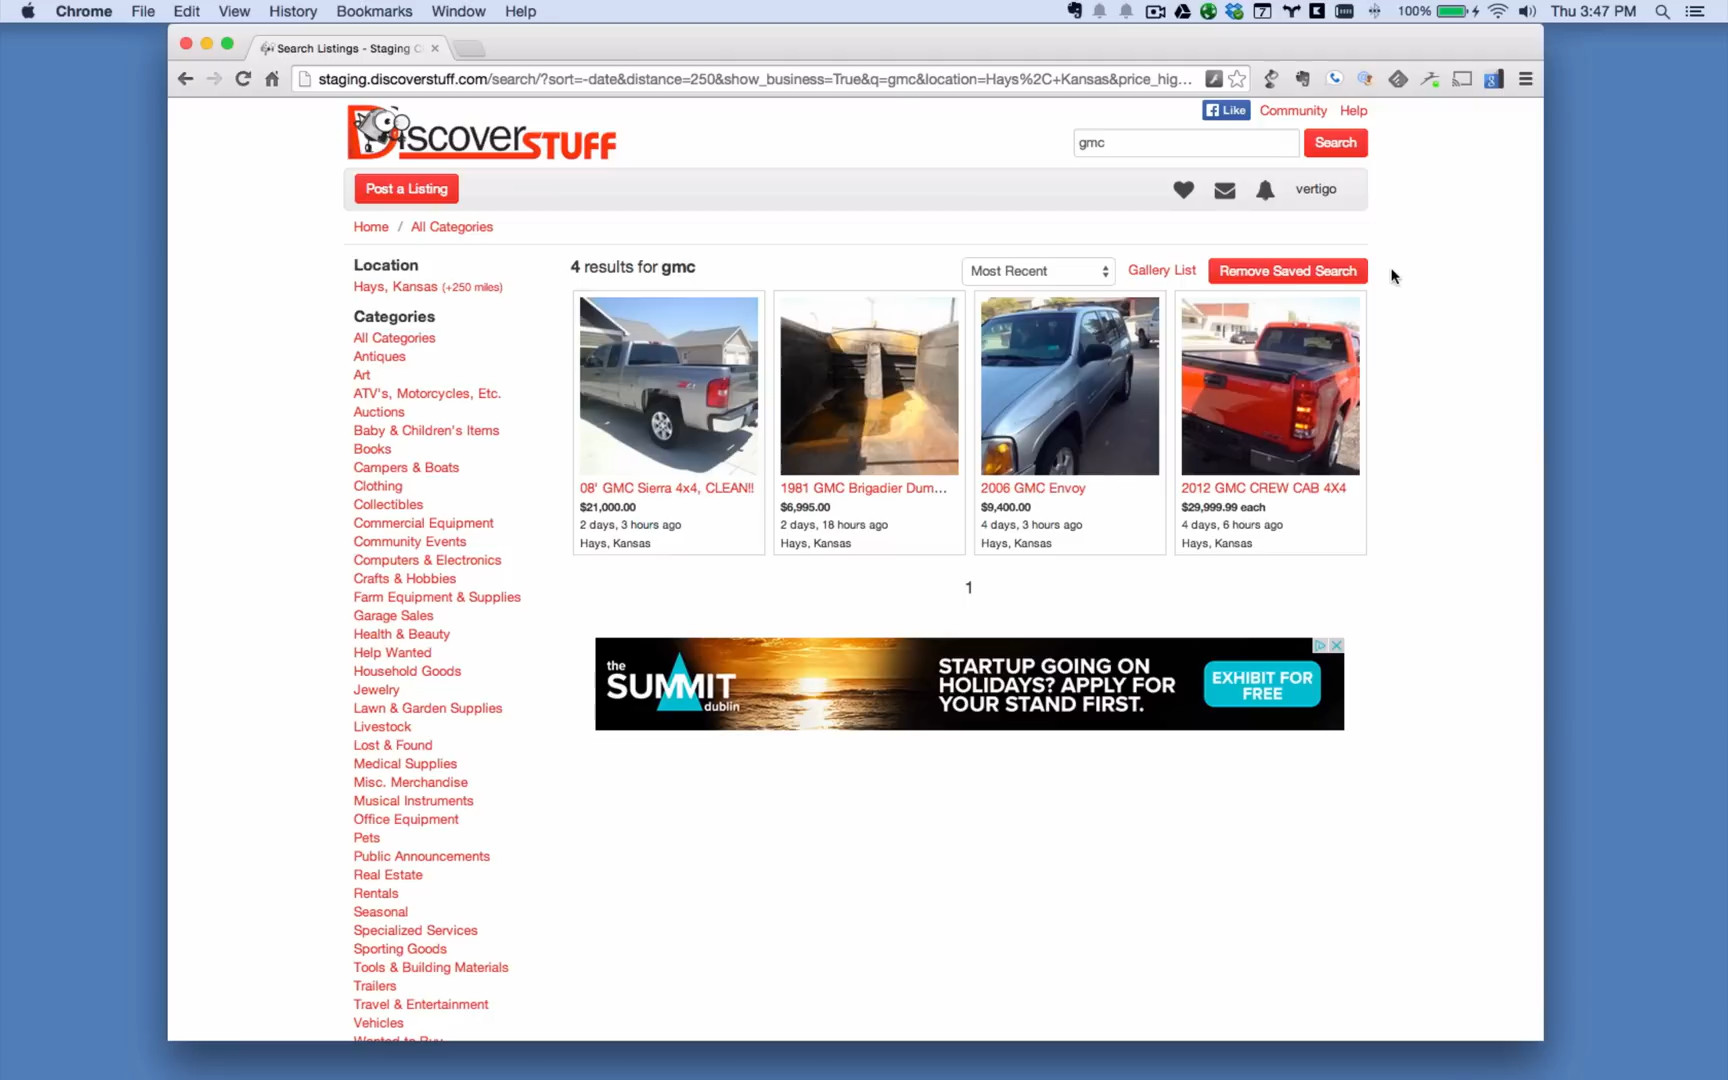 Chrome File Edit View History Bookmarks Window Help
7
100%
Thu 3:47 PM
Search Listings - Staging
staging.discoverstuff.com/search/?sort=-date&distance=250&show_business=True&q=gmc&location=Hays%2C+Kansas&price_hig...
DiscoverSTUFF
Like Community Help
gmc Search
Post a Listing vertigo
Home / All Categories
Location
Hays, Kansas (+250 miles)
Categories
All Categories
Antiques
Art
ATV's, Motorcycles, Etc.
Auctions
Baby & Children's Items
Books
Campers & Boats
Clothing
Collectibles
Commercial Equipment
Community Events
Computers & Electronics
Crafts & Hobbies
Farm Equipment & Supplies
Garage Sales
Health & Beauty
Help Wanted
Household Goods
Jewelry
Lawn & Garden Supplies
Livestock
Lost & Found
Medical Supplies
Misc. Merchandise
Musical Instruments
Office Equipment
Pets
Public Announcements
Real Estate
Rentals
Seasonal
Specialized Services
Sporting Goods
Tools & Building Materials
Trailers
Travel & Entertainment
Vehicles
Wanted to Buy
4 results for gmc
Most Recent
Gallery List
Remove Saved Search
08' GMC Sierra 4x4, CLEAN!!
$21,000.00
2 days, 3 hours ago
Hays, Kansas
1981 GMC Brigadier Dum...
$6,995.00
2 days, 18 hours ago
Hays, Kansas
2006 GMC Envoy
$9,400.00
4 days, 3 hours ago
Hays, Kansas
2012 GMC CREW CAB 4X4
$29,999.99 each
4 days, 6 hours ago
Hays, Kansas
1
the
SUMMIT
dublin
STARTUP GOING ON
HOLIDAYS? APPLY FOR
YOUR STAND FIRST.
EXHIBIT FOR
FREE